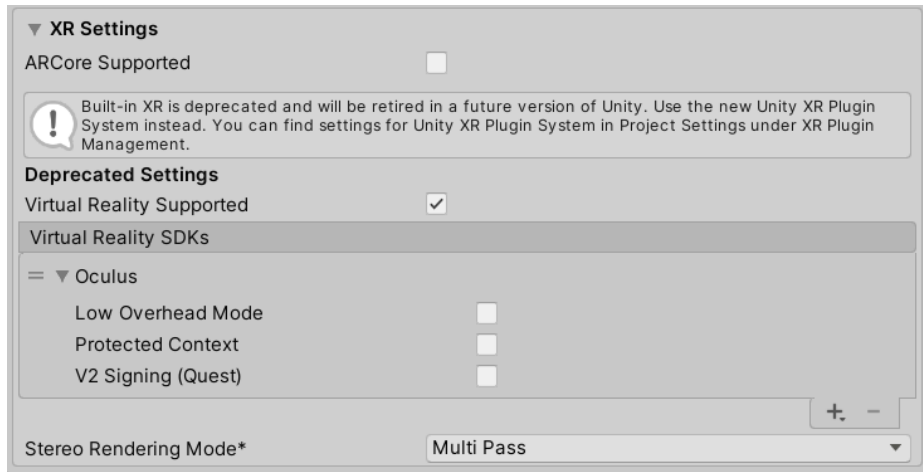 XR Settings
ARCore Supported
Built-in XR is deprecated and will be retired in a future version of Unity. Use the new Unity XR Plugin
System instead. You can find settings for Unity XR Plugin System in Project Settings under XR Plugin
Management.
Deprecated Settings
Virtual Reality Supported
Virtual Reality SDKs
Oculus
Low Overhead Mode
Protected Context
V2 Signing (Quest)
Stereo Rendering Mode* Multi Pass